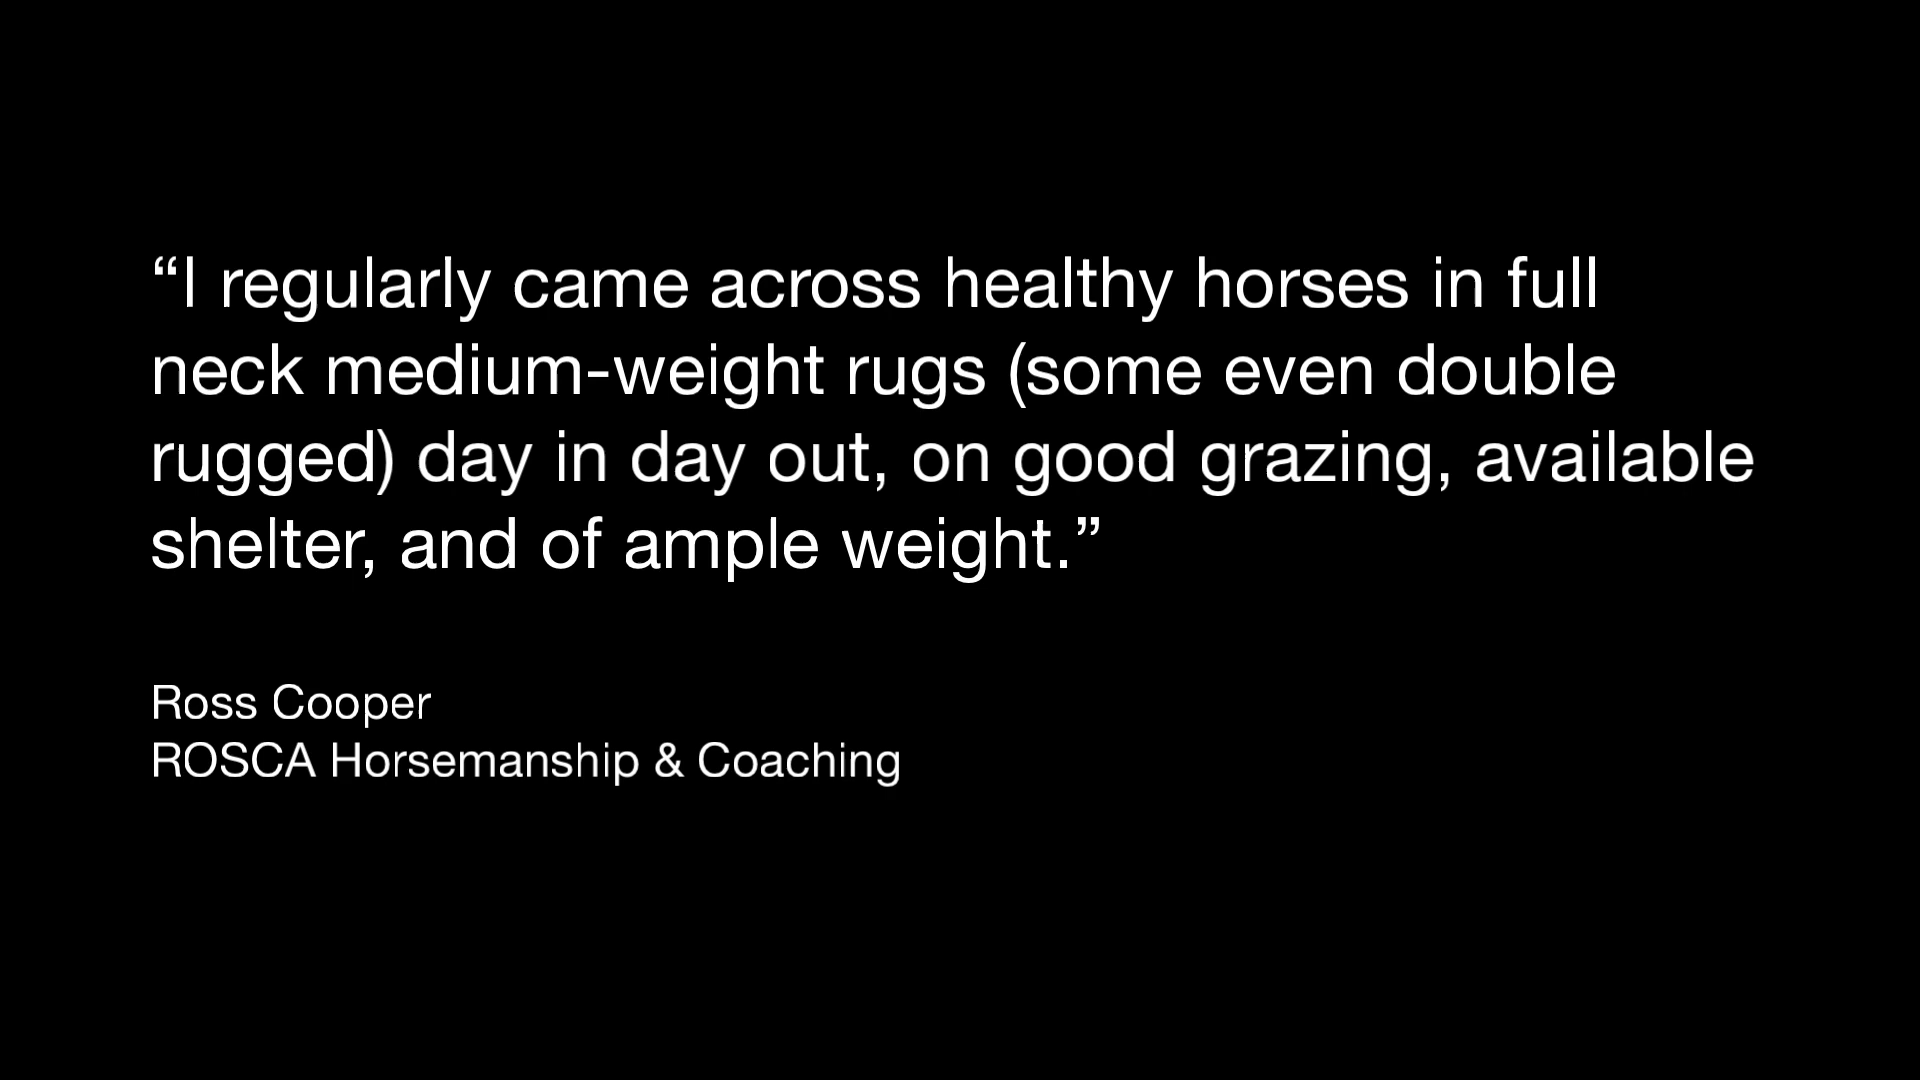 “I regularly came across healthy horses in full
neck medium-weight rugs (some even double
rugged) day in day out, on good grazing, available
shelter, and of ample weight.”
Ross Cooper
ROSCA Horsemanship & Coaching